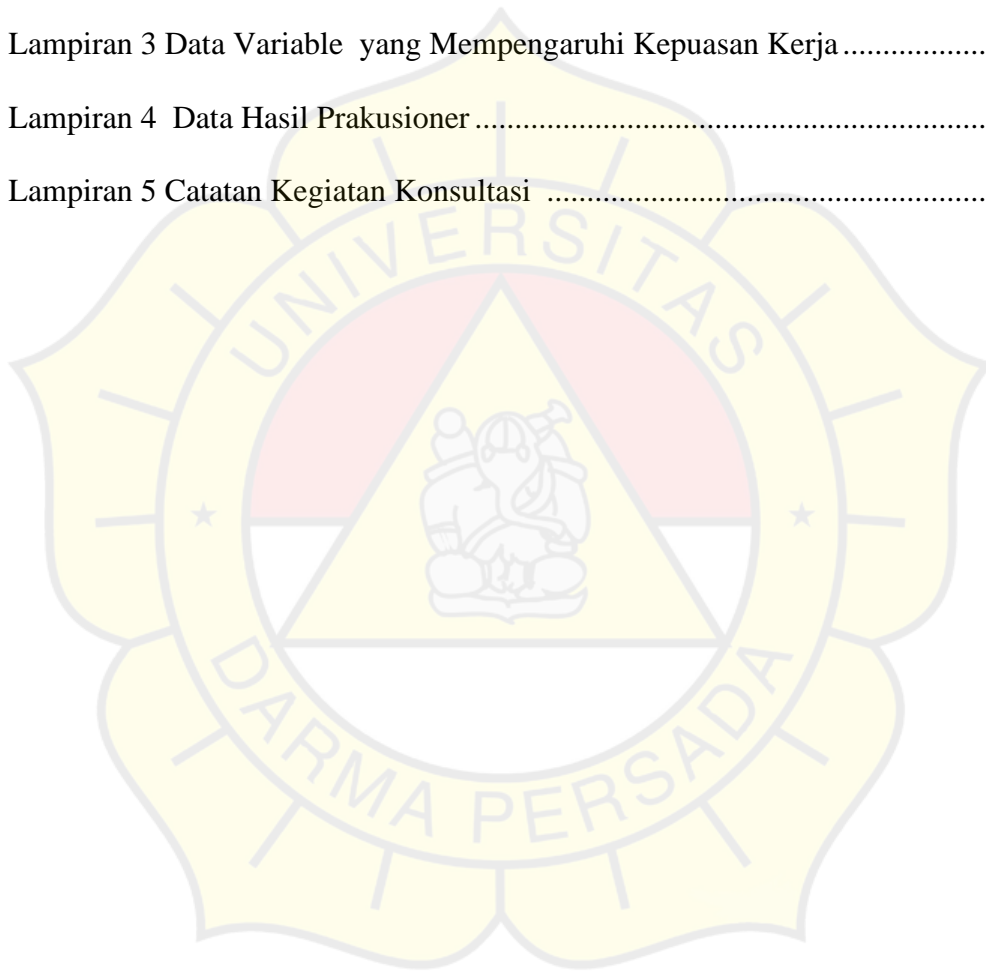 Lampiran 3 Data Variable  yang Mempengaruhi Kepuasan Kerja.................
Lampiran 4  Data Hasil Prakusioner...............................................................
Lampiran 5 Catatan Kegiatan Konsultasi  ......................................................
UNIVERSITAS
DARMA PERSADA